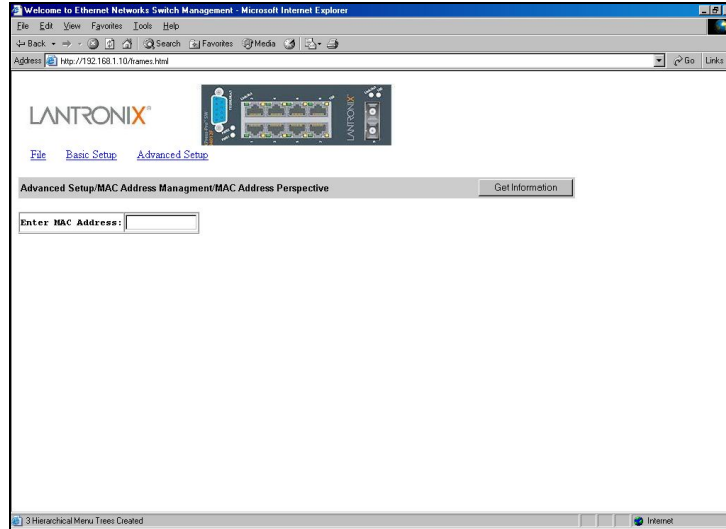 Welcome to Ethernet Networks Switch Management - Microsoft Internet Explorer
File Edit View Favorites Tools Help
Back Search Favorites Media
Address http://192.168.1.10/frames.html Go Links
LANTRONIX®
LANTRONIX
File Basic Setup Advanced Setup
Advanced Setup/MAC Address Managment/MAC Address Perspective Get Information
Enter MAC Address:
3 Hierarchical Menu Trees Created Internet